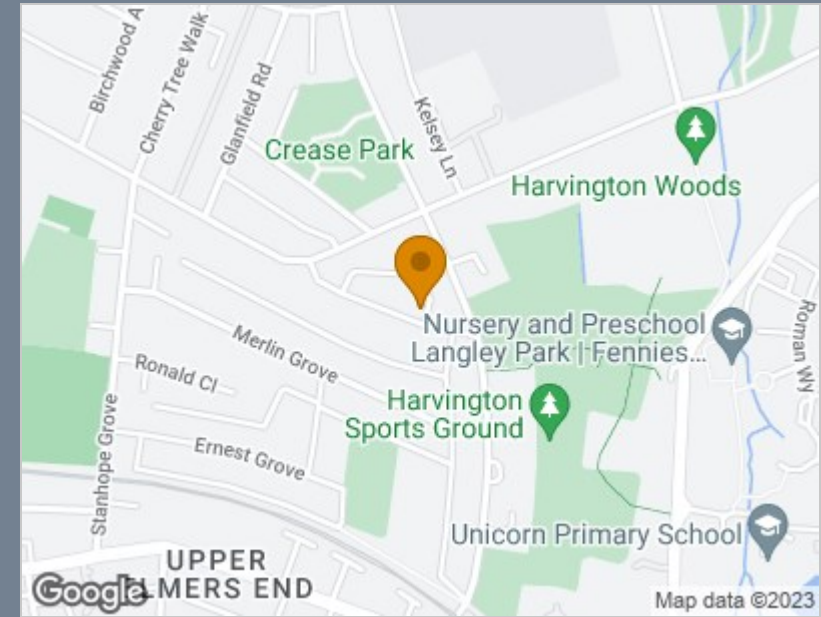 Birchwood A
Cherry Tree Walk
Glanfield Rd
Crease Park
Kelsey Ln
Harvington Woods
Nursery and Preschool
Langley Park | Fennies...
Roman Wy
Merlin Grove
Ronald Cl
Harvington
Sports Ground
Stanhope Grove
Ernest Grove
Unicorn Primary School
UPPER
ELMERS END
Google
Map data ©2023